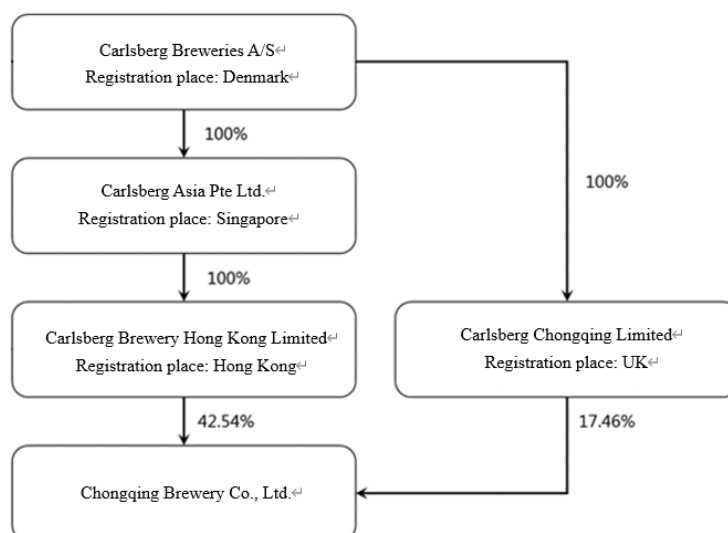 Carlsberg Breweries A/S↵
Registration place: Denmark↵
100%
Carlsberg Asia Pte Ltd.↵
Registration place: Singapore↵
100%
100%
Carlsberg Brewery Hong Kong Limited↵
Registration place: Hong Kong↵
Carlsberg Chongqing Limited↵
Registration place: UK↵
42.54%
17.46%
Chongqing Brewery Co., Ltd.↵